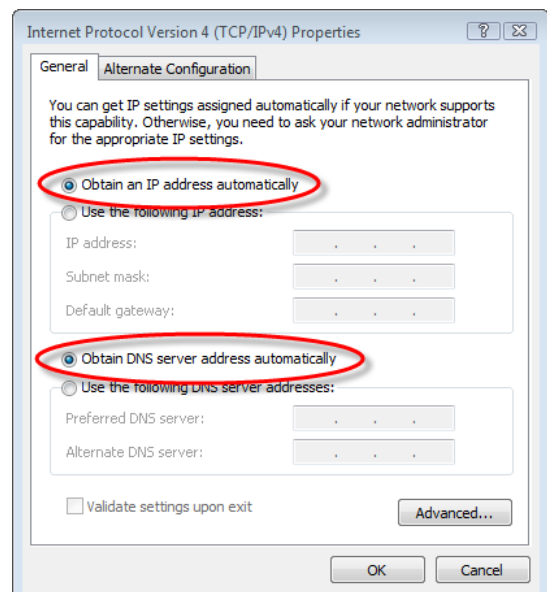 Internet Protocol Version 4 (TCP/IPv4) Properties
General
Alternate Configuration
You can get IP settings assigned automatically if your network supports
this capability. Otherwise, you need to ask your network administrator
for the appropriate IP settings.
Obtain an IP address automatically
Use the following IP address:
IP address:
Subnet mask:
Default gateway:
Obtain DNS server address automatically
Use the following DNS server addresses:
Preferred DNS server:
Alternate DNS server:
Validate settings upon exit
Advanced...
OK
Cancel